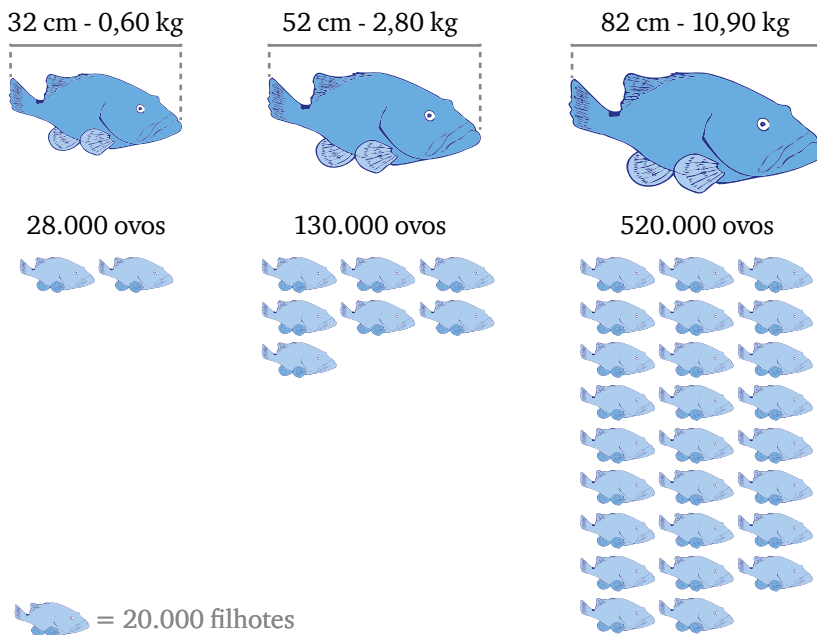 32 cm - 0,60 kg
52 cm - 2,80 kg
82 cm - 10,90 kg
28.000 ovos
130.000 ovos
520.000 ovos
= 20.000 filhotes